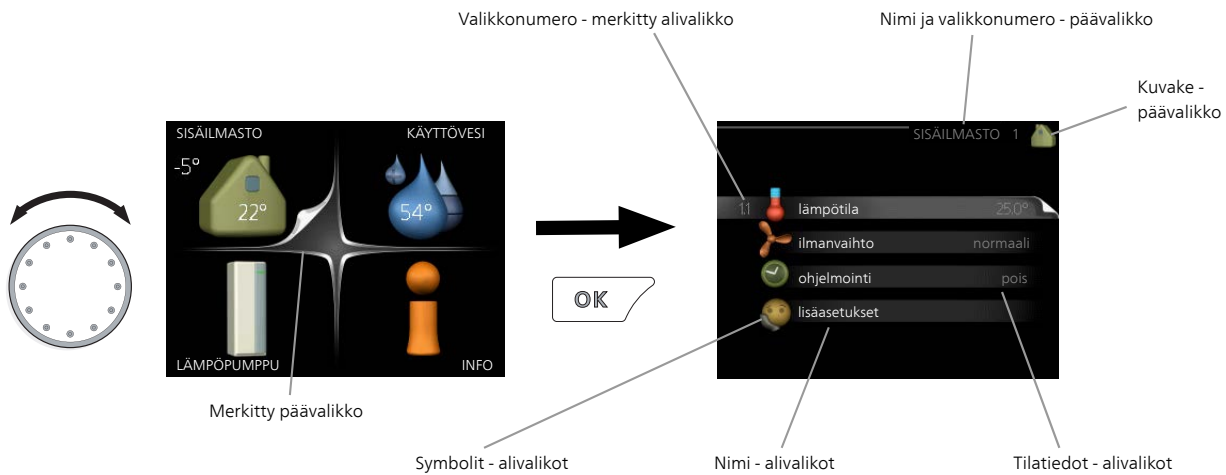 Valikkonumero - merkitty alivalikko
Nimi ja valikkonumero - päävalikko
Kuvake -
päävalikko
SISÄILMASTO
KÄYTTÖVESI
-5°
22°
54°
LÄMPÖPUMPPU
INFO
Merkitty päävalikko
OK
SISÄILMASTO 1
1.1 lämpötila 25.0°
ilmanvaihto normaali
ohjelmointi pois
lisäasetukset
Symbolit - alivalikot
Nimi - alivalikot
Tilatiedot - alivalikot